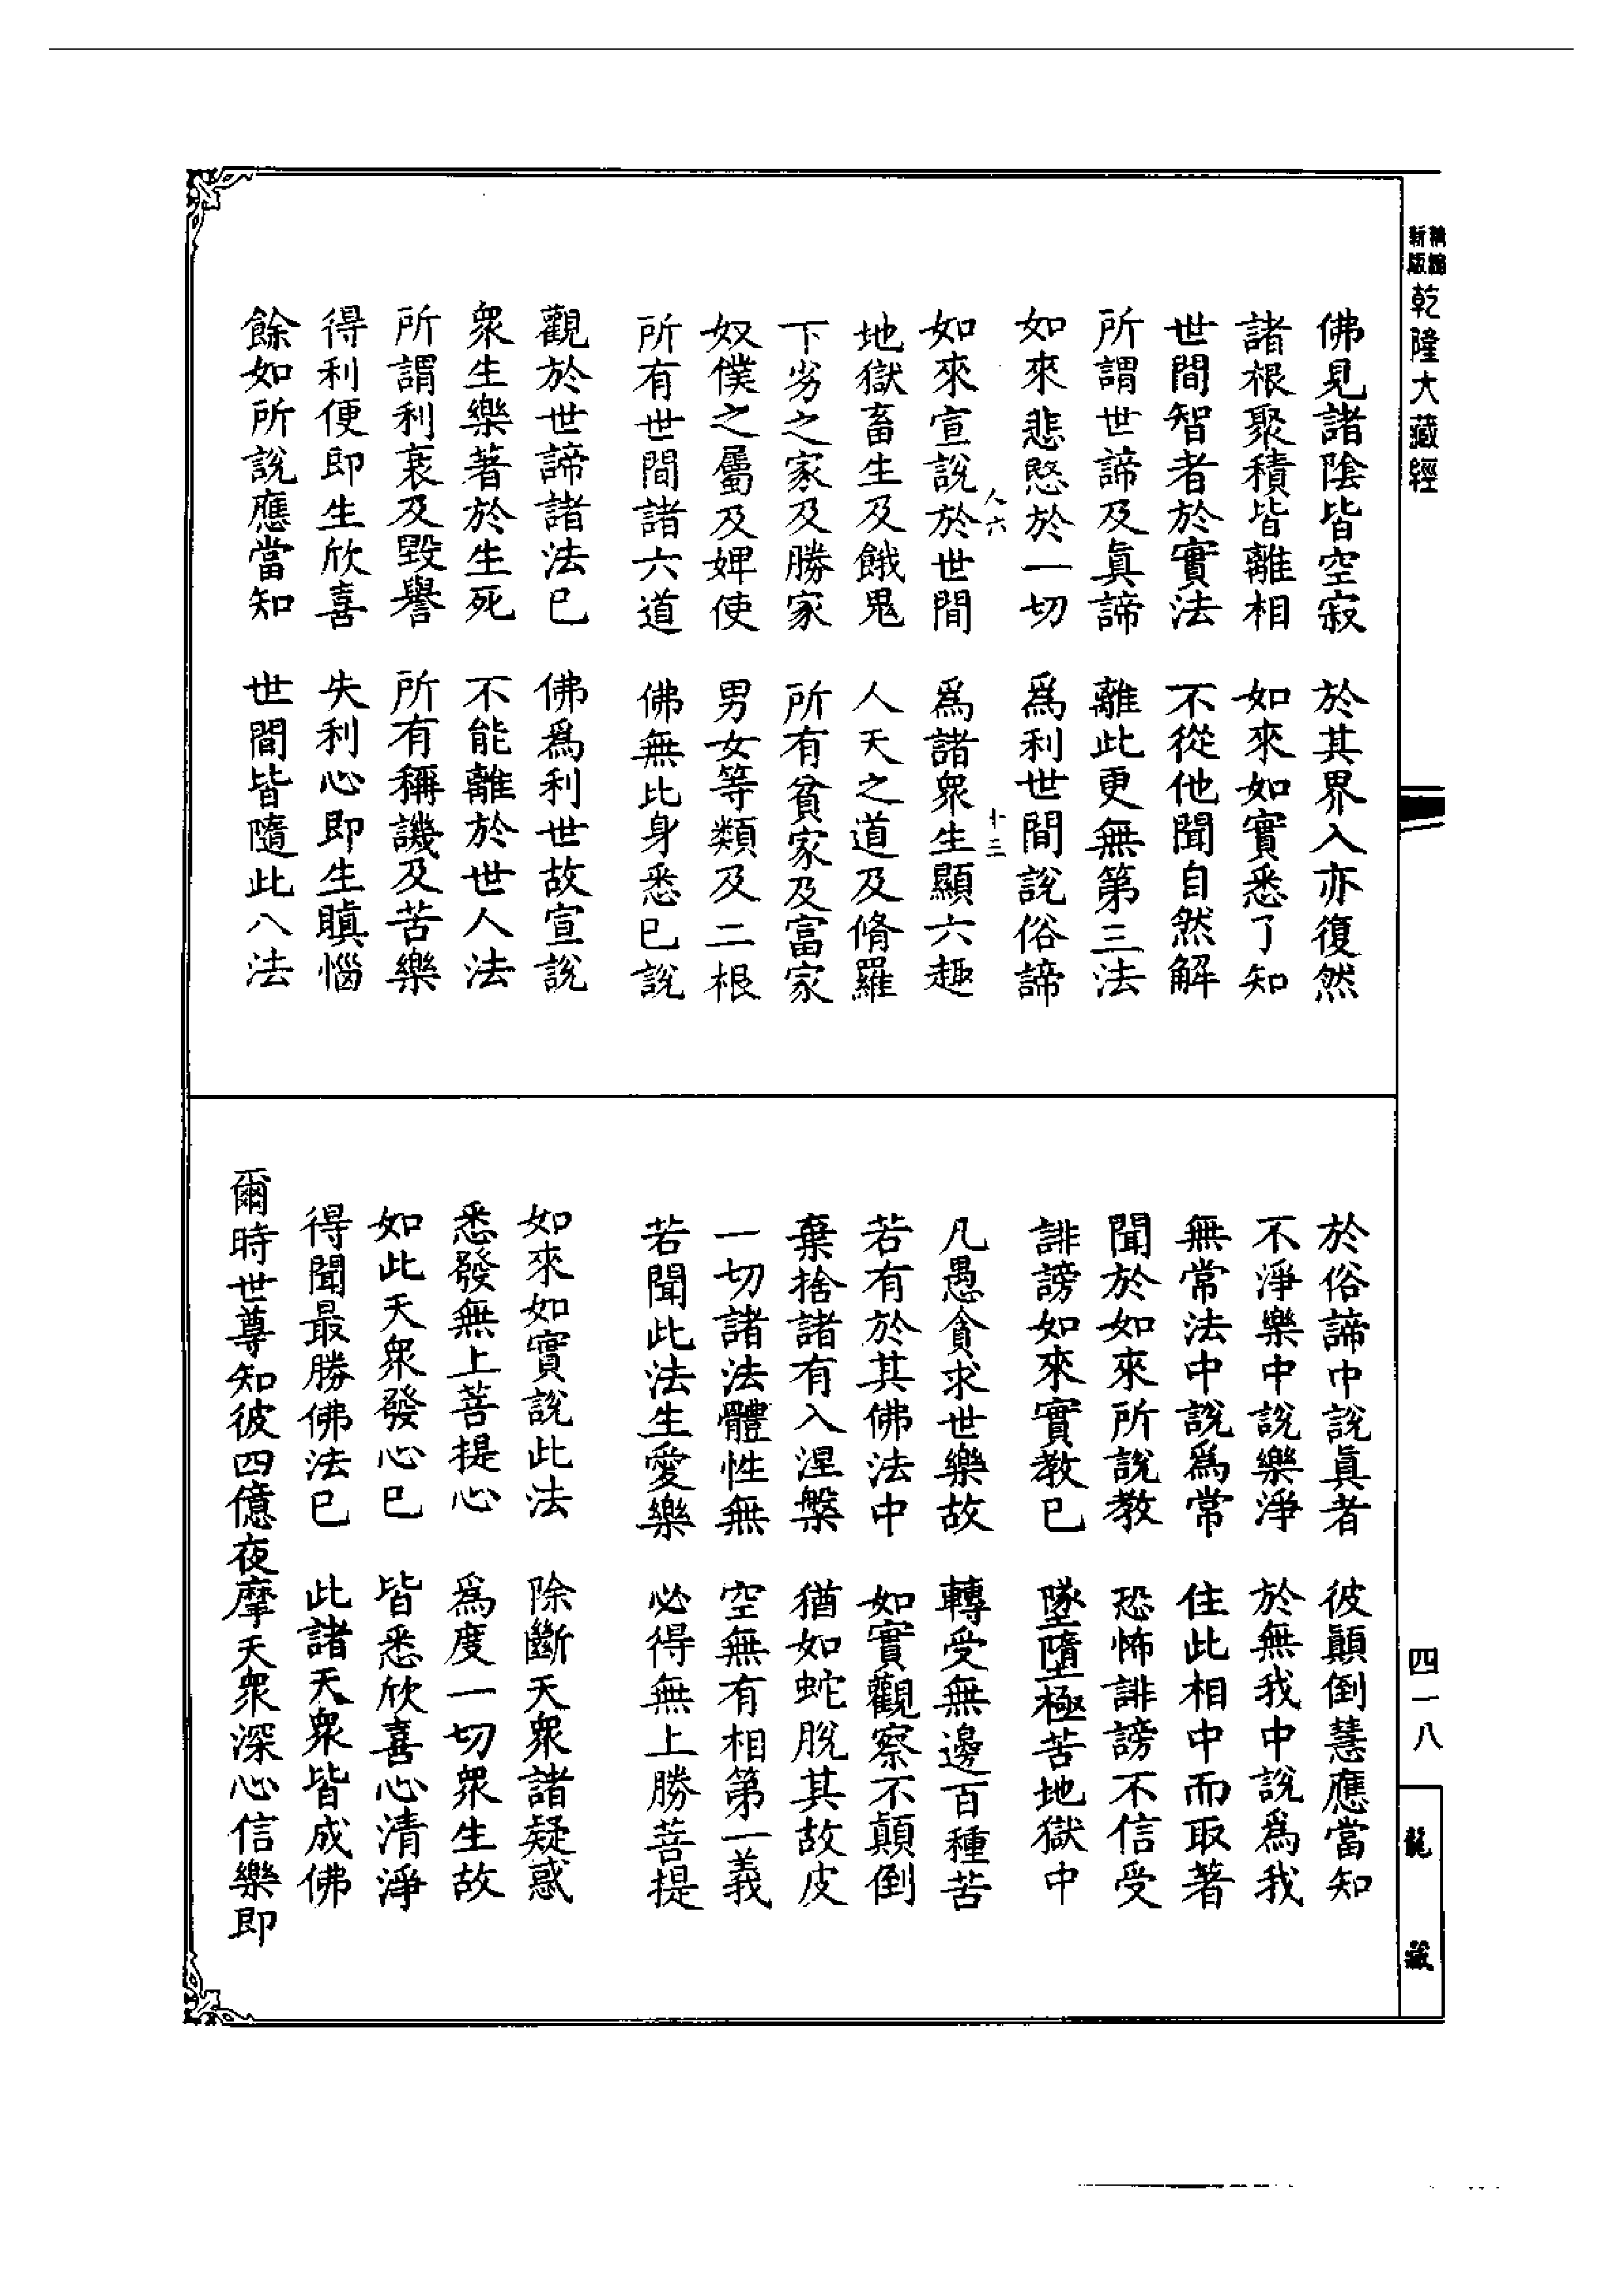 精縮
新版
乾隆大藏經
四一八
龍藏
佛見諸陰皆空寂 於其界入亦復然
諸根聚積皆離相 如來如實悉了知
世間智者於實法 不從他聞自然解
所謂世諦及真諦 離此更無第三法
如來悲愍於一切 為利世間說俗諦
人六 十三
如來宣說於世間 為諸衆生顯六趣
地獄畜生及餓鬼 人天之道及脩羅
下劣之家及勝家 所有貧家及富家
奴僕之屬及婢使 男女等類及二根
所有世間諸六道 佛無比身悉已說
觀於世諦諸法已 佛為利世故宣說
衆生樂著於生死 不能離於世人法
所謂利衰及毀譽 所有稱譏及苦樂
得利便即生欣喜 失利心即生瞋惱
餘如所說應當知 世間皆隨此八法
於俗諦中說真者 彼顛倒慧應當知
不淨樂中說樂淨 於無我中說為我
無常法中說為常 住此相中而取著
聞於如來所說教 恐怖誹謗不信受
誹謗如來實教已 墜墮極苦地獄中
凡愚貪求世樂故 轉受無邊百種苦
若有於其佛法中 如實觀察不顛倒
棄捨諸有入涅槃 猶如蛇脫其故皮
一切諸法體性無 空無有相第一義
若聞此法生愛樂 必得無上勝菩提
如來如實說此法 除斷天衆諸疑惑
悉發無上菩提心 為度一切衆生故
如此天衆發心已 皆悉欣喜心清淨
得聞最勝佛法已 此諸天衆皆成佛
爾時世尊知彼四億夜摩天衆深心信樂即